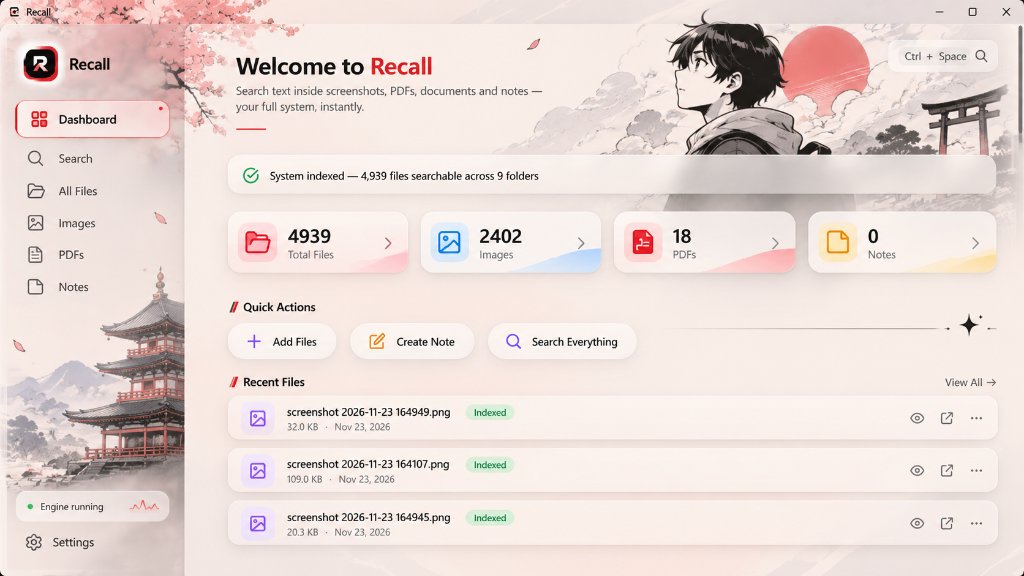 Recall
Recall
Dashboard
Search
All Files
Images
PDFs
Notes
Engine running
Settings
Welcome to Recall
Search text inside screenshots, PDFs, documents and notes —
your full system, instantly.
Ctrl + Space
System indexed — 4,939 files searchable across 9 folders
4939
Total Files
2402
Images
18
PDFs
0
Notes
Quick Actions
Add Files
Create Note
Search Everything
Recent Files
View All →
screenshot 2026-11-23 164949.png Indexed
32.0 KB · Nov 23, 2026
screenshot 2026-11-23 164107.png Indexed
109.0 KB · Nov 23, 2026
screenshot 2026-11-23 164945.png Indexed
20.3 KB · Nov 23, 2026